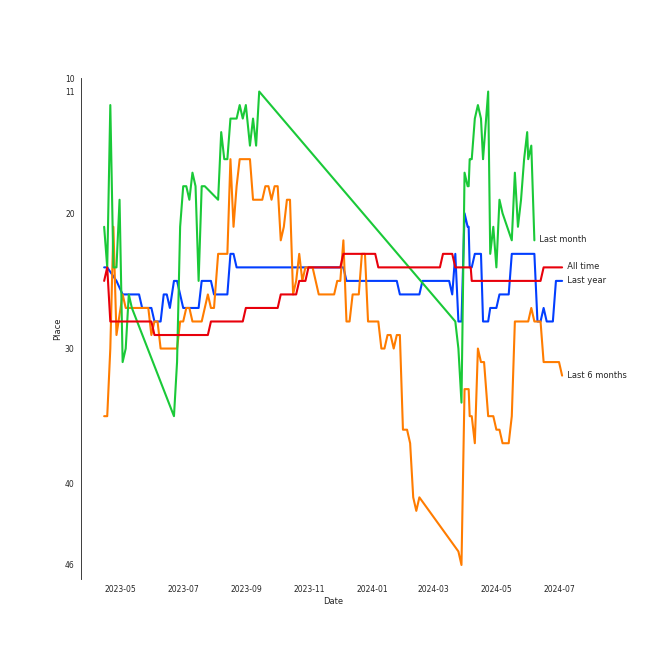 10
11
20
30
40
46
Place
Last month
All time
Last year
Last 6 months
2023-05
2023-07
2023-09
2023-11
2024-01
2024-03
2024-05
2024-07
Date